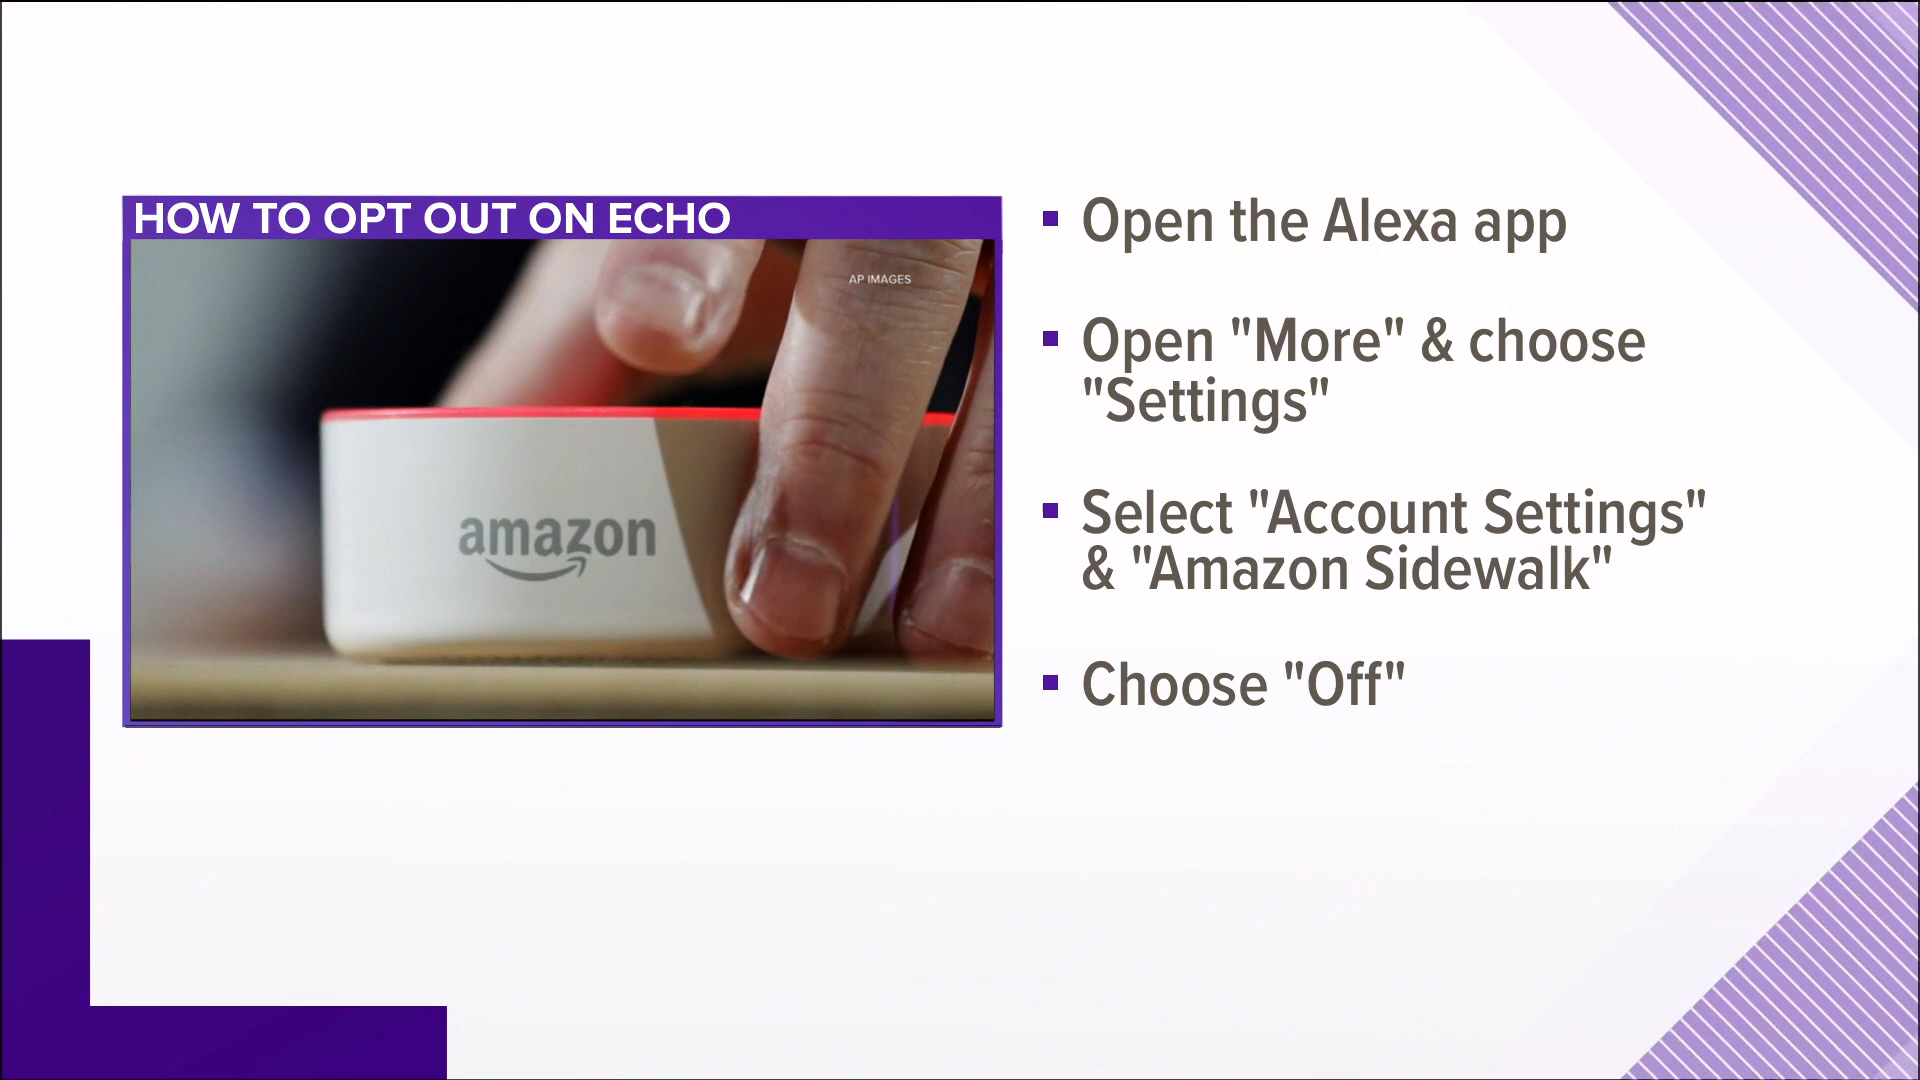 HOW TO OPT OUT ON ECHO
AP IMAGES
amazon
Open the Alexa app
Open "More" & choose
"Settings"
Select "Account Settings"
& "Amazon Sidewalk"
Choose "Off"